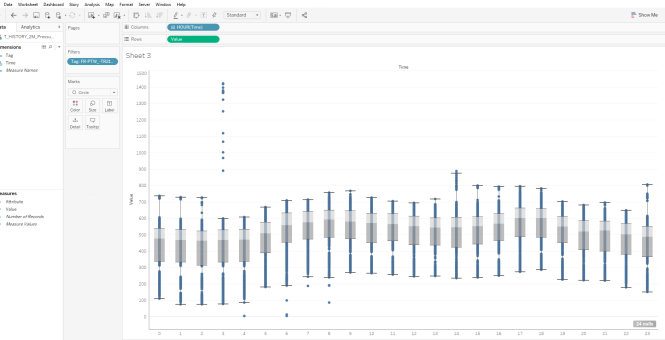 Data Worksheet Dashboard Story Analysis Map Format Server Window Help
Standard
Show Me
Analytics
Pages
Columns
HOUR(Time)
T_HISTORY_2M_Pressu...
Rows
Value
Filters
Sheet 3
Tag
Time
Measure Names
Marks
Circle
Color Size Label
Detail Tooltip
Time
Value
1500
1400
1300
1200
1100
1000
900
800
700
600
500
400
300
200
100
0
0 1 2 3 4 5 6 7 8 9 10 11 12 13 14 15 16 17 18 19 20 21 22 23
Attribute
Value
Number of Records
Measure Values